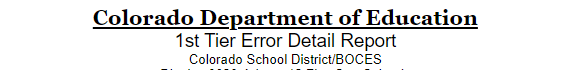 Colorado Department of Education
1st Tier Error Detail Report
Colorado School District/BOCES